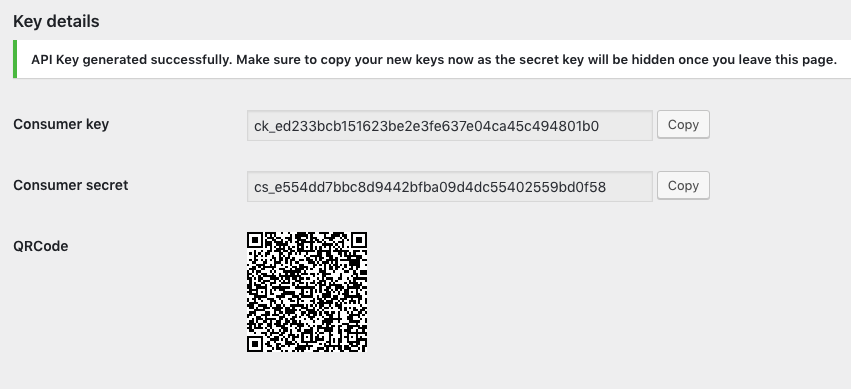 Key details
API Key generated successfully. Make sure to copy your new keys now as the secret key will be hidden once you leave this page.
Consumer key ck_ed233bcb151623be2e3fe637e04ca45c494801b0 Copy
Consumer secret cs_e554dd7bbc8d9442bfba09d4dc55402559bd0f58 Copy
QRCode